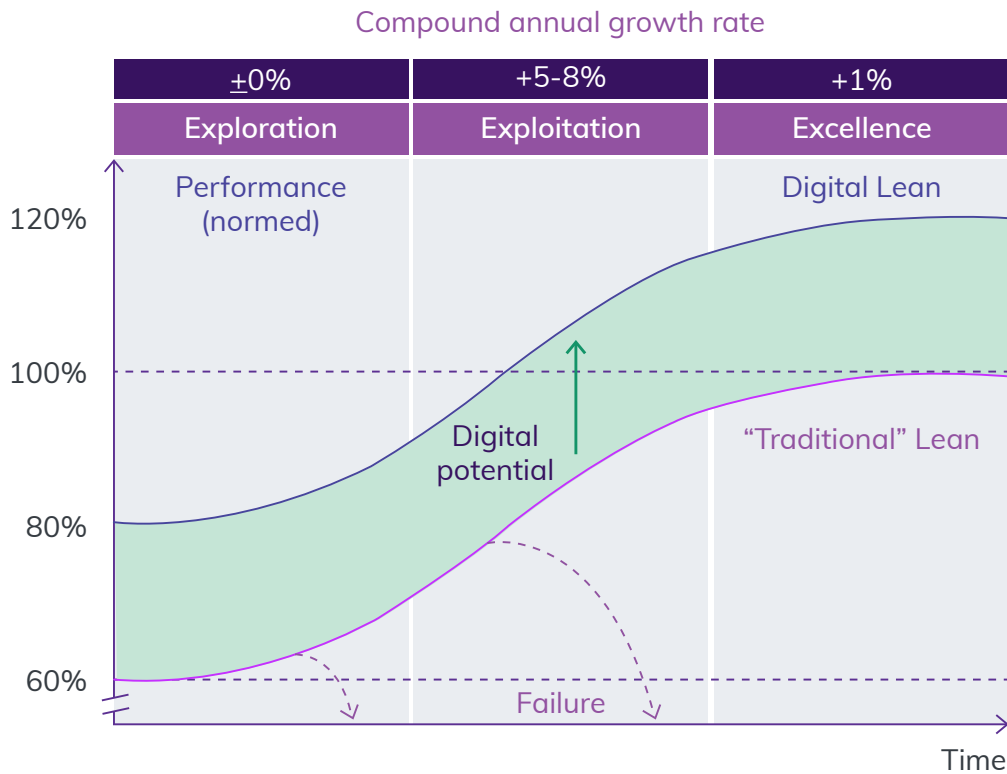 Compound annual growth rate
±0%
+5-8%
+1%
Exploration
Exploitation
Excellence
Performance
(normed)
Digital Lean
120%
100%
Digital
potential
“Traditional” Lean
80%
60%
Failure
Time